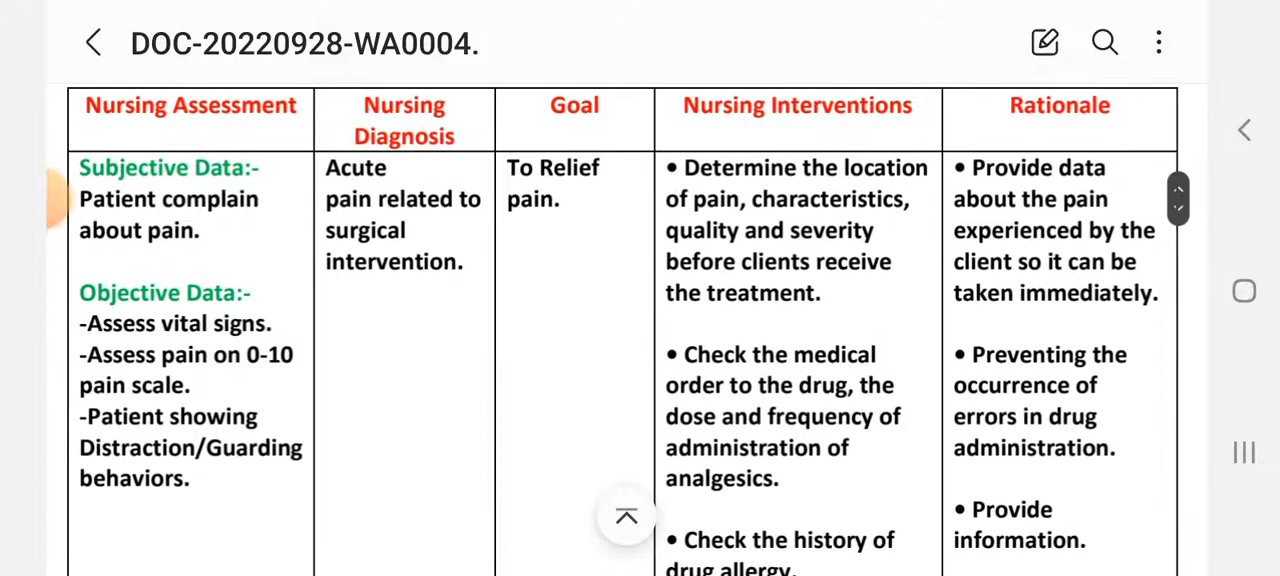 DOC-20220928-WA0004.
Nursing Assessment
Nursing
Diagnosis
Goal
Nursing Interventions
Rationale
Subjective Data:-
Patient complain
about pain.
Objective Data:-
-Assess vital signs.
-Assess pain on 0-10
pain scale.
-Patient showing
Distraction/Guarding
behaviors.
Acute
pain related to
surgical
intervention.
To Relief
pain.
• Determine the location
of pain, characteristics,
quality and severity
before clients receive
the treatment.
• Check the medical
order to the drug, the
dose and frequency of
administration of
analgesics.
• Check the history of
drug allergy.
• Provide data
about the pain
experienced by the
client so it can be
taken immediately.
• Preventing the
occurrence of
errors in drug
administration.
• Provide
information.